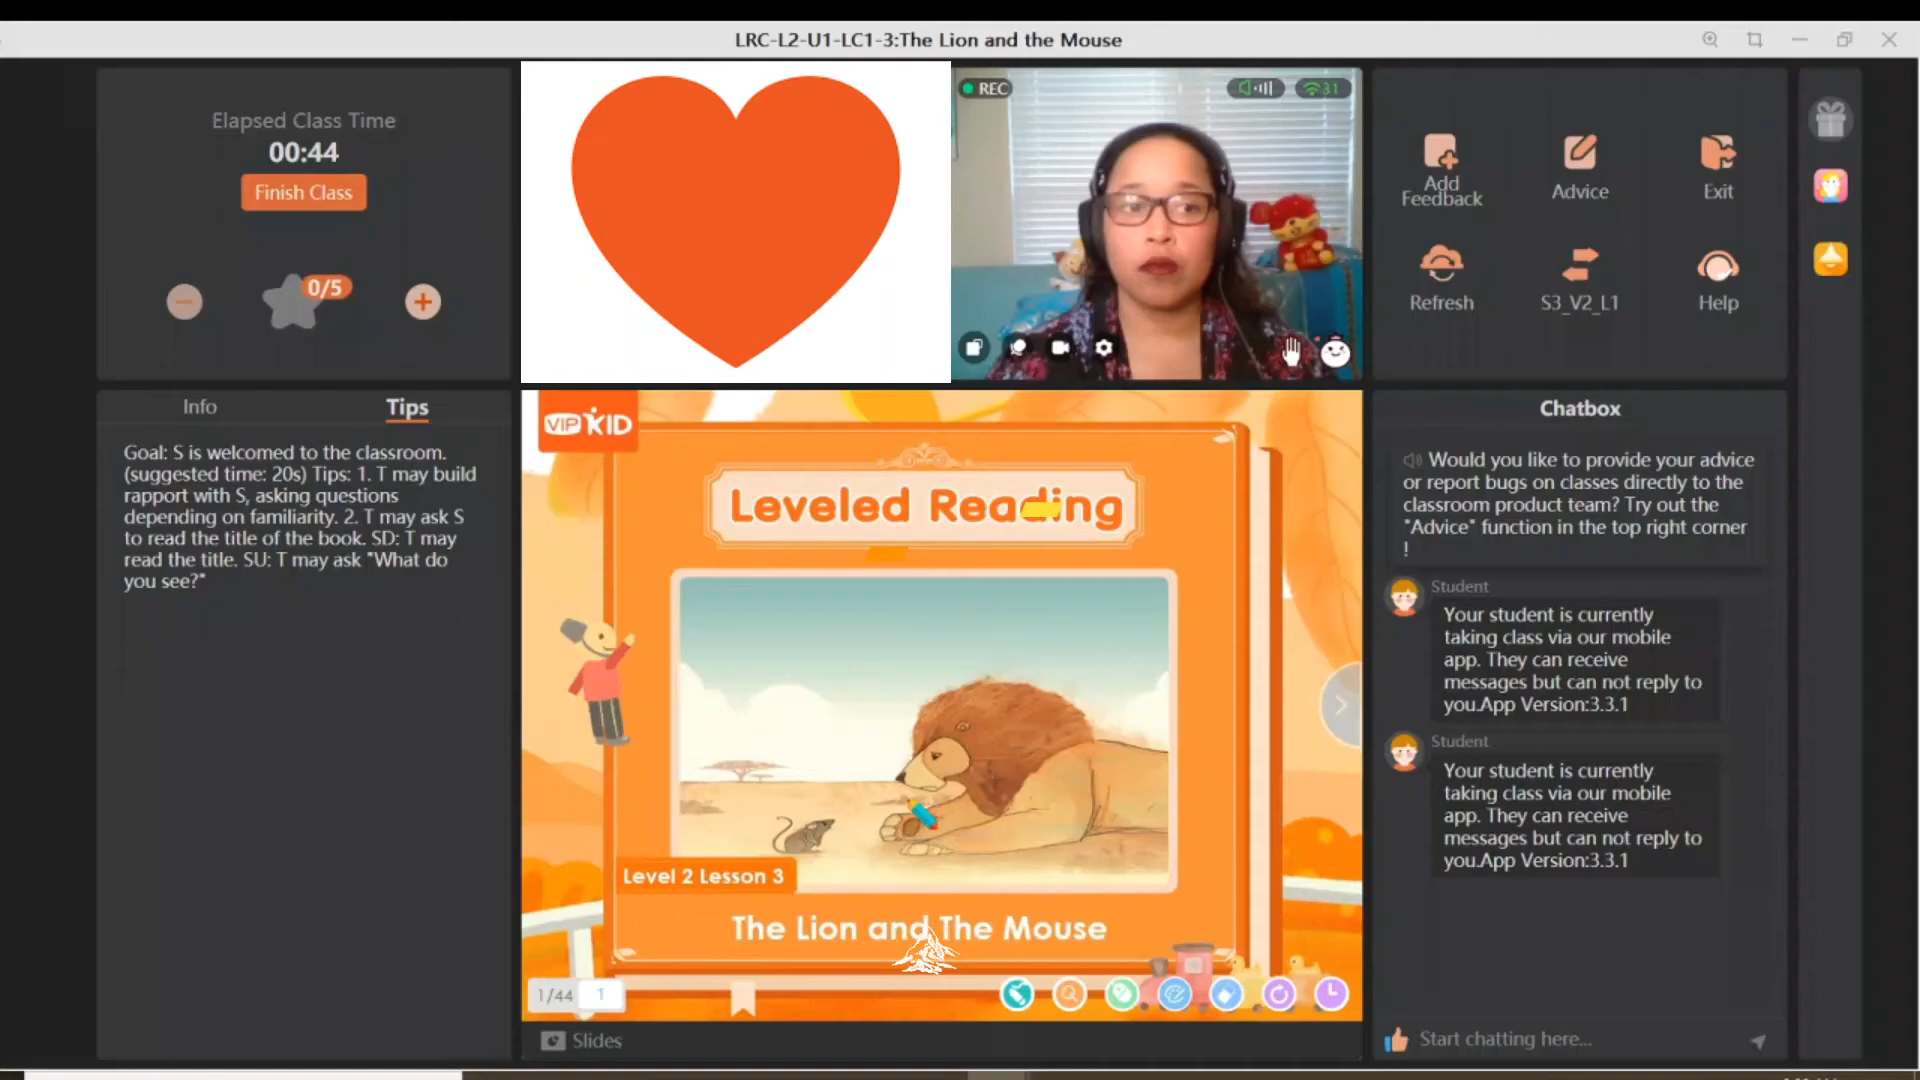 LRC-L2-U1-LC1-3:The Lion and the Mouse
Elapsed Class Time
00:44
Finish Class
0/5
REC
31
Add
Feedback
Advice
Exit
Refresh
S3_V2_L1
Help
Info
Tips
Goal: S is welcomed to the classroom.
(suggested time: 20s) Tips: 1. T may build
rapport with S, asking questions
depending on familiarity. 2. T may ask S
to read the title of the book. SD: T may
read the title. SU: T may ask "What do
you see?"
VIPKID
Leveled Reading
Level 2 Lesson 3
The Lion and The Mouse
1/44
1
Slides
Chatbox
Would you like to provide your advice
or report bugs on classes directly to the
classroom product team? Try out the
"Advice" function in the top right corner
!
Student
Your student is currently
taking class via our mobile
app. They can receive
messages but can not reply to
you.App Version:3.3.1
Student
Your student is currently
taking class via our mobile
app. They can receive
messages but can not reply to
you.App Version:3.3.1
Start chatting here...